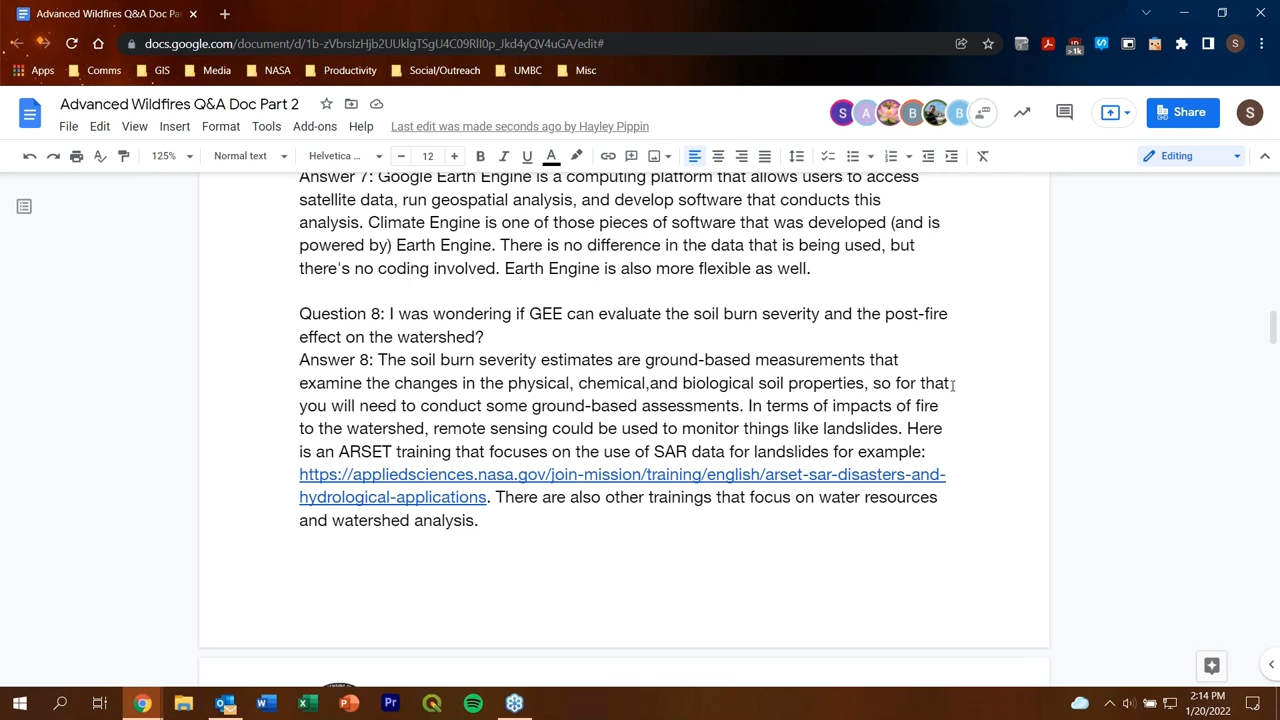 Advanced Wildfires Q&A Doc Pa
docs.google.com/document/d/1b-zVbrsIzHjb2UUklgTSgU4C09RlI0p_Jkd4yQV4uGA/edit#
>1k
S
Apps Comms GIS Media NASA Productivity Social/Outreach UMBC Misc
Advanced Wildfires Q&A Doc Part 2
S A B B Share S
File Edit View Insert Format Tools Add-ons Help Last edit was made seconds ago by Hayley Pippin
125% Normal text Helvetica ... 12 B I U A Editing
Answer 7: Google Earth Engine is a computing platform that allows users to access
satellite data, run geospatial analysis, and develop software that conducts this
analysis. Climate Engine is one of those pieces of software that was developed (and is
powered by) Earth Engine. There is no difference in the data that is being used, but
there's no coding involved. Earth Engine is also more flexible as well.
Question 8: I was wondering if GEE can evaluate the soil burn severity and the post-fire
effect on the watershed?
Answer 8: The soil burn severity estimates are ground-based measurements that
examine the changes in the physical, chemical,and biological soil properties, so for that
you will need to conduct some ground-based assessments. In terms of impacts of fire
to the watershed, remote sensing could be used to monitor things like landslides. Here
is an ARSET training that focuses on the use of SAR data for landslides for example:
https://appliedsciences.nasa.gov/join-mission/training/english/arset-sar-disasters-and-
hydrological-applications. There are also other trainings that focus on water resources
and watershed analysis.
2:14 PM
1/20/2022